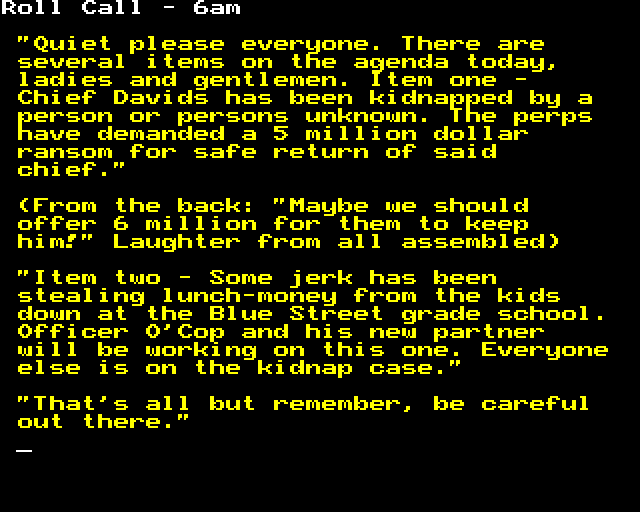 Roll Call - 6am
"Quiet please everyone. There are
several items on the agenda today,
ladies and gentlemen. Item one -
Chief Davids has been kidnapped by a
person or persons unknown. The perps
have demanded a 5 million dollar
ransom for safe return of said
chief."
(From the back: "Maybe we should
offer 6 million for them to keep
him!" Laughter from all assembled)
"Item two - Some jerk has been
stealing lunch-money from the kids
down at the Blue Street grade school.
Officer O'Cop and his new partner
will be working on this one. Everyone
else is on the kidnap case."
"That's all but remember, be careful
out there."